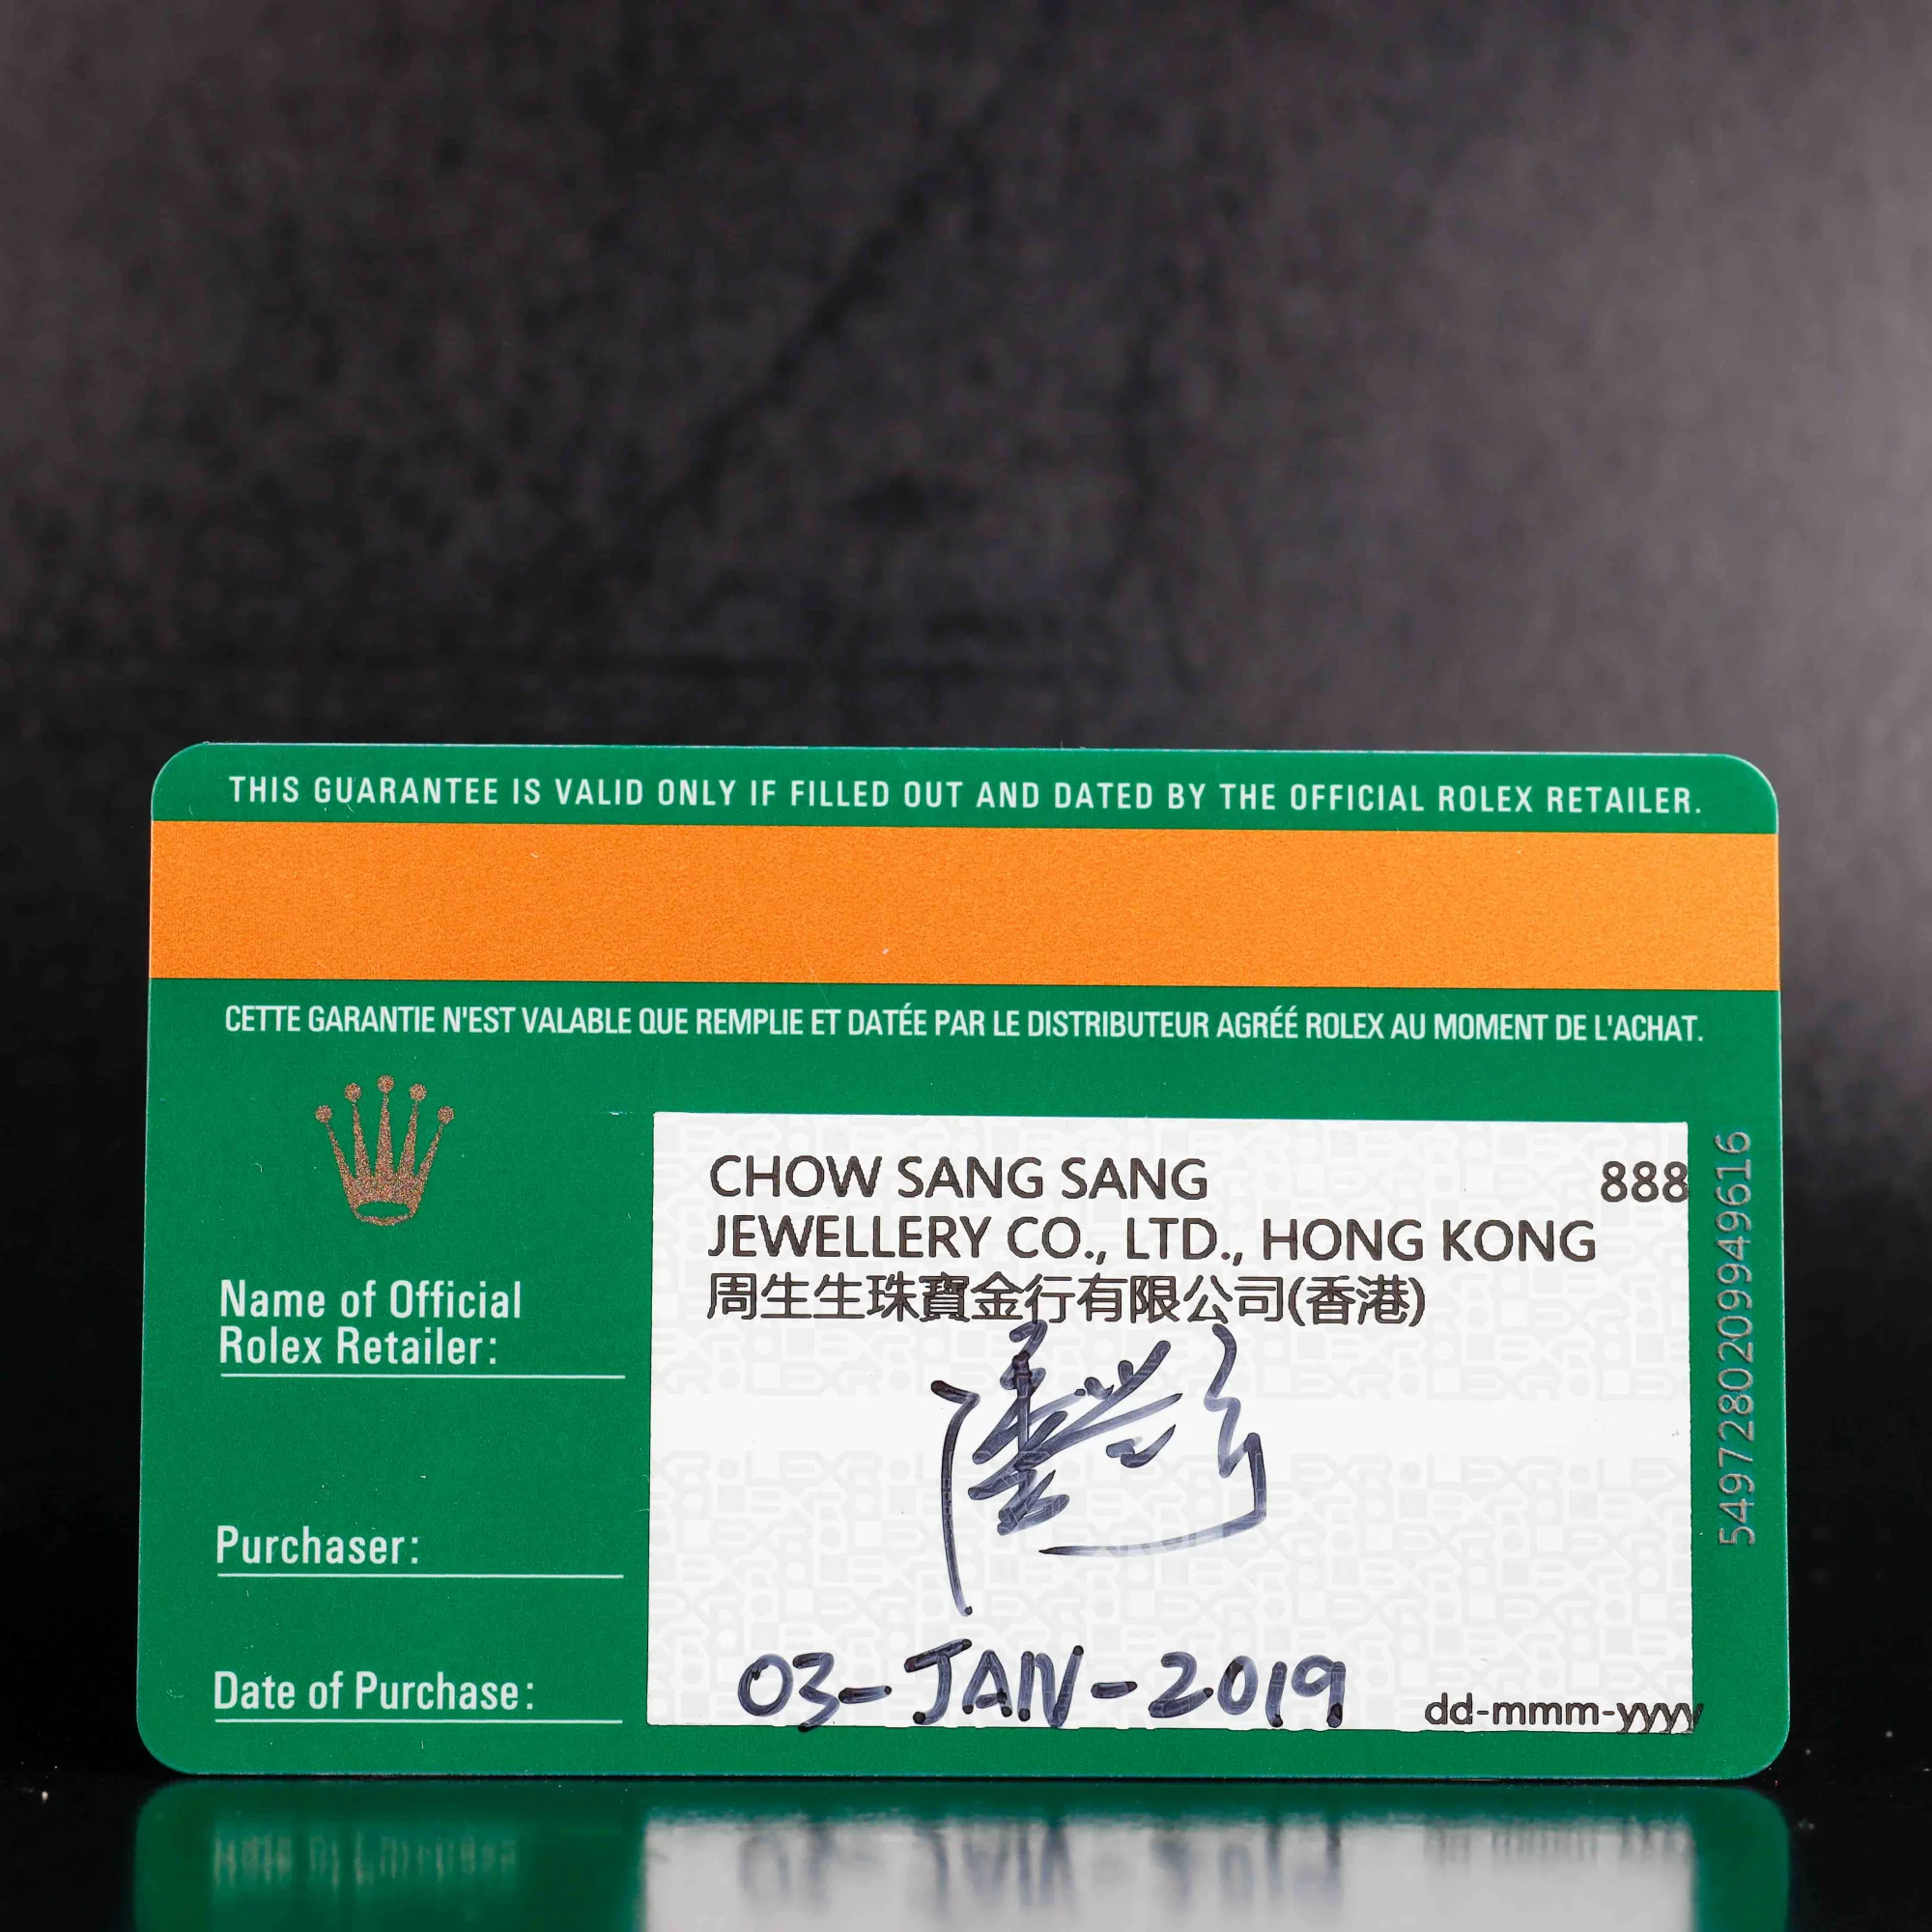 THIS GUARANTEE IS VALID ONLY IF FILLED OUT AND DATED BY THE OFFICIAL ROLEX RETAILER.
CETTE GARANTIE N'EST VALABLE QUE REMPLIE ET DATÉE PAR LE DISTRIBUTEUR AGRÉÉ ROLEX AU MOMENT DE L'ACHAT.
CHOW SANG SANG 888
JEWELLERY CO., LTD., HONG KONG
周生生珠寶金行有限公司(香港)
Name of Official
Rolex Retailer:
Purchaser:
Date of Purchase: 03-JAN-2019 dd-mmm-yyyy
5497280209949616